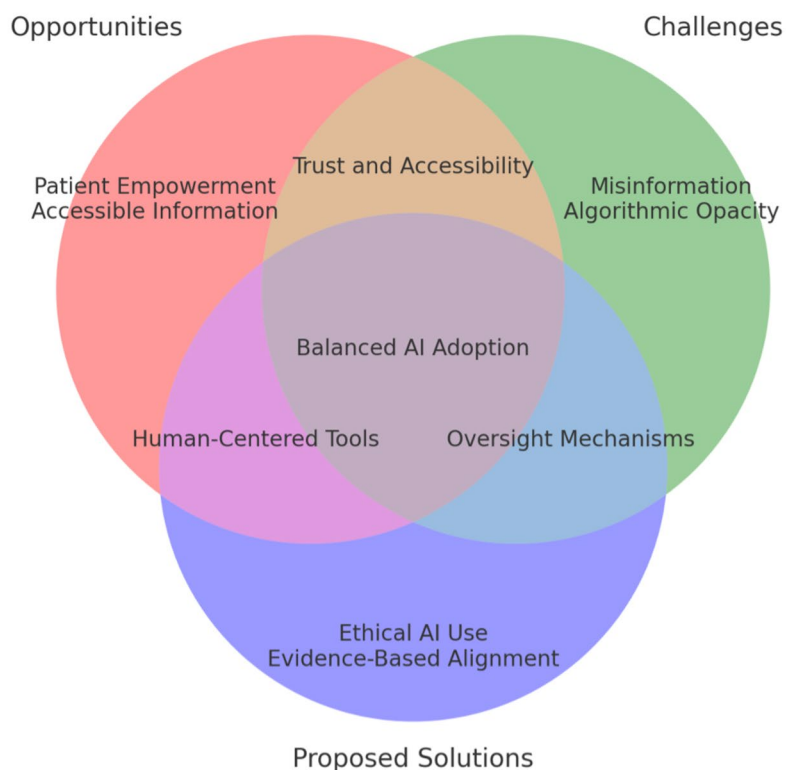 Opportunities
Challenges
Trust and Accessibility
Patient Empowerment
Accessible Information
Misinformation
Algorithmic Opacity
Balanced AI Adoption
Human-Centered Tools
Oversight Mechanisms
Ethical AI Use
Evidence-Based Alignment
Proposed Solutions